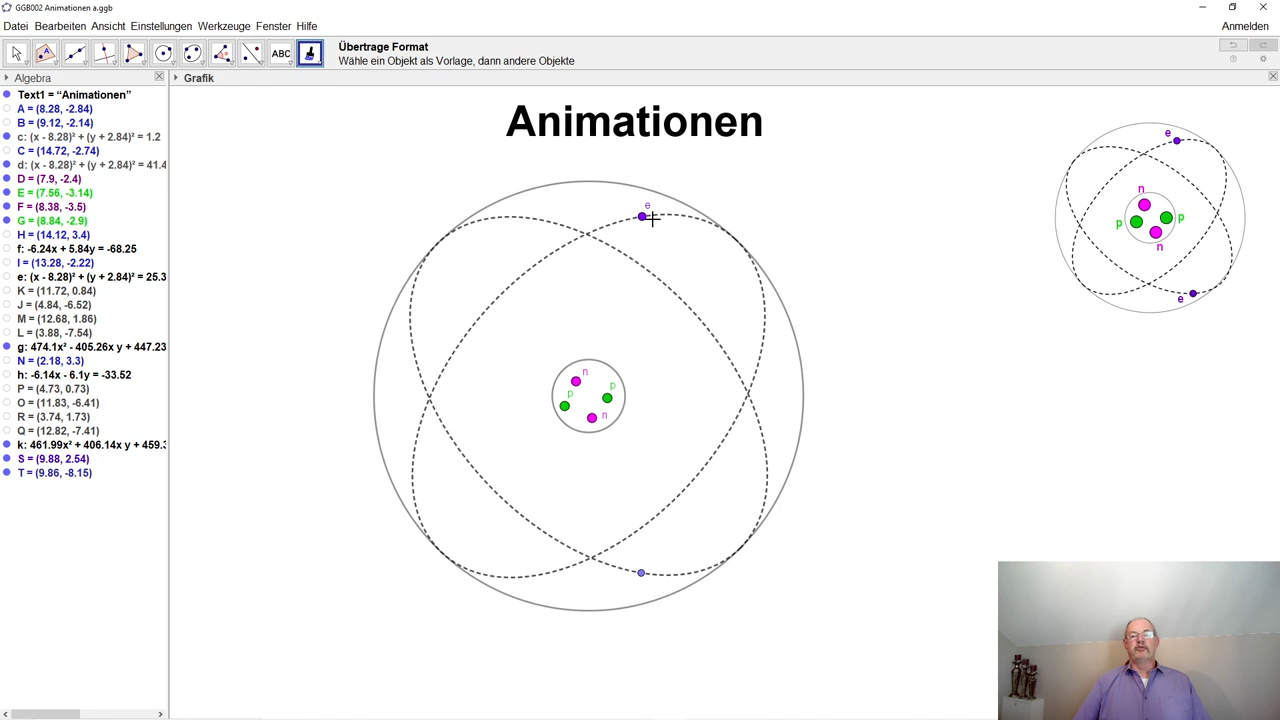 GGB002 Animationen a.ggb
Datei Bearbeiten Ansicht Einstellungen Werkzeuge Fenster Hilfe
Anmelden
ABC
Übertrage Format
Wähle ein Objekt als Vorlage, dann andere Objekte
Algebra
Grafik
Text1 = “Animationen”
A = (8.28, -2.84)
B = (9.12, -2.14)
c: (x - 8.28)² + (y + 2.84)² = 1.2
C = (14.72, -2.74)
d: (x - 8.28)² + (y + 2.84)² = 41.4
D = (7.9, -2.4)
E = (7.56, -3.14)
F = (8.38, -3.5)
G = (8.84, -2.9)
H = (14.12, 3.4)
f: -6.24x + 5.84y = -68.25
I = (13.28, -2.22)
e: (x - 8.28)² + (y + 2.84)² = 25.3
K = (11.72, 0.84)
J = (4.84, -6.52)
M = (12.68, 1.86)
L = (3.88, -7.54)
g: 474.1x² - 405.26x y + 447.23
N = (2.18, 3.3)
h: -6.14x - 6.1y = -33.52
P = (4.73, 0.73)
O = (11.83, -6.41)
R = (3.74, 1.73)
Q = (12.82, -7.41)
k: 461.99x² + 406.14x y + 459.3
S = (9.88, 2.54)
T = (9.86, -8.15)
Animationen
e
n
p
p
n
e
n
p
p
n
e